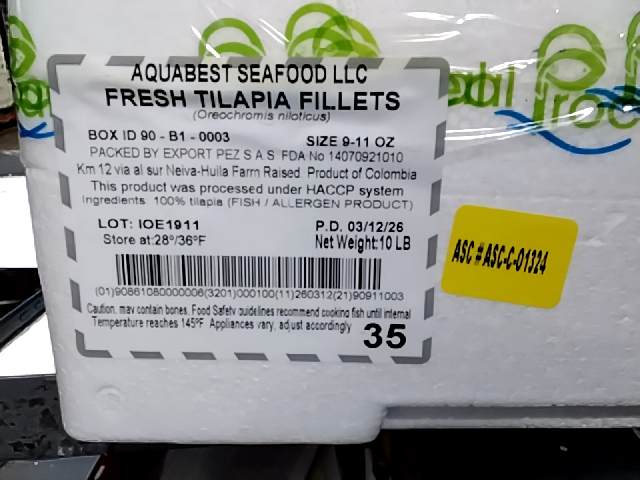 AQUABEST SEAFOOD LLC
FRESH TILAPIA FILLETS
(Oreochromis niloticus)
BOX ID 90 - B1 - 0003 SIZE 9-11 OZ
PACKED BY EXPORT PEZ S A S FDA No 14070921010
Km 12 via al sur Neiva-Huila Farm Raised. Product of Colombia
This product was processed under HACCP system
Ingredients: 100% tilapia (FISH / ALLERGEN PRODUCT)
LOT: IOE1911 P.D. 03/12/26
Store at:28º/36ºF Net Weight:10 LB
(01)90861080000006(3201)000100(11)260312(21)90911003
Caution, may contain bones. Food Safety guidelines recommend cooking fish until internal
Temperature reaches 145ºF. Appliances vary, adjust accordingly
35
ASC # ASC-C-01324